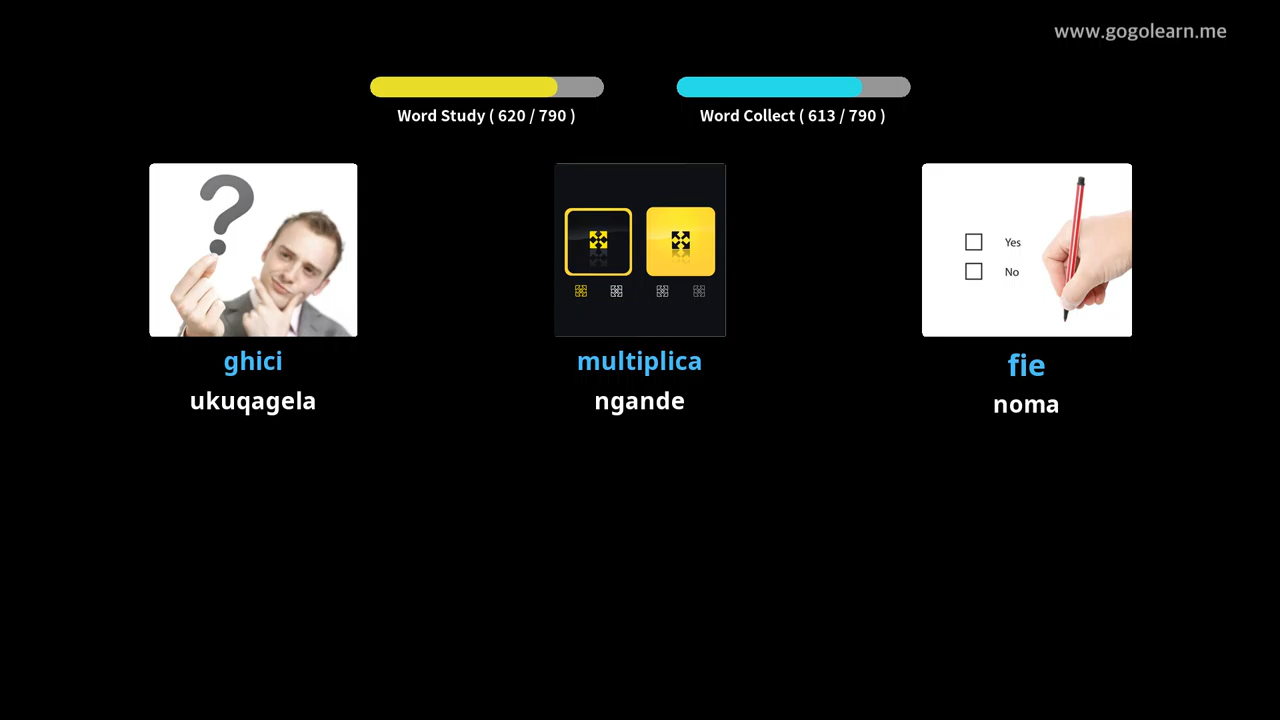 www.gogolearn.me
Word Study ( 620 / 790 )
Word Collect ( 613 / 790 )
Yes
No
ghici
ukuqagela
multiplica
ngande
fie
noma